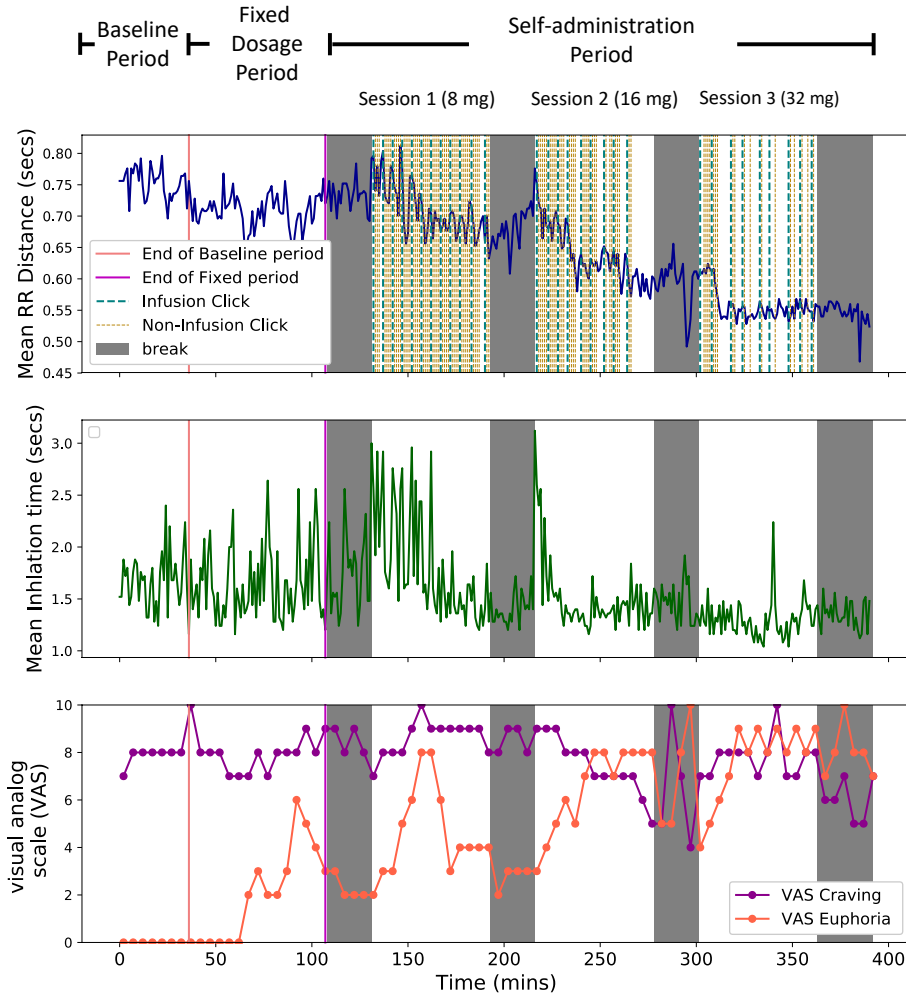 Baseline
Period
Fixed
Dosage
Period
Self-administration
Period
Session 1 (8 mg)
Session 2 (16 mg)
Session 3 (32 mg)
Mean RR Distance (secs)
0.80
0.75
0.70
0.65
0.60
0.55
0.50
0.45
End of Baseline period
End of Fixed period
Infusion Click
Non-Infusion Click
break
Mean Inhlation time (secs)
3.0
2.5
2.0
1.5
1.0
visual analog
scale (VAS)
10
8
6
4
2
0
VAS Craving
VAS Euphoria
0
50
100
150
200
250
300
350
400
Time (mins)